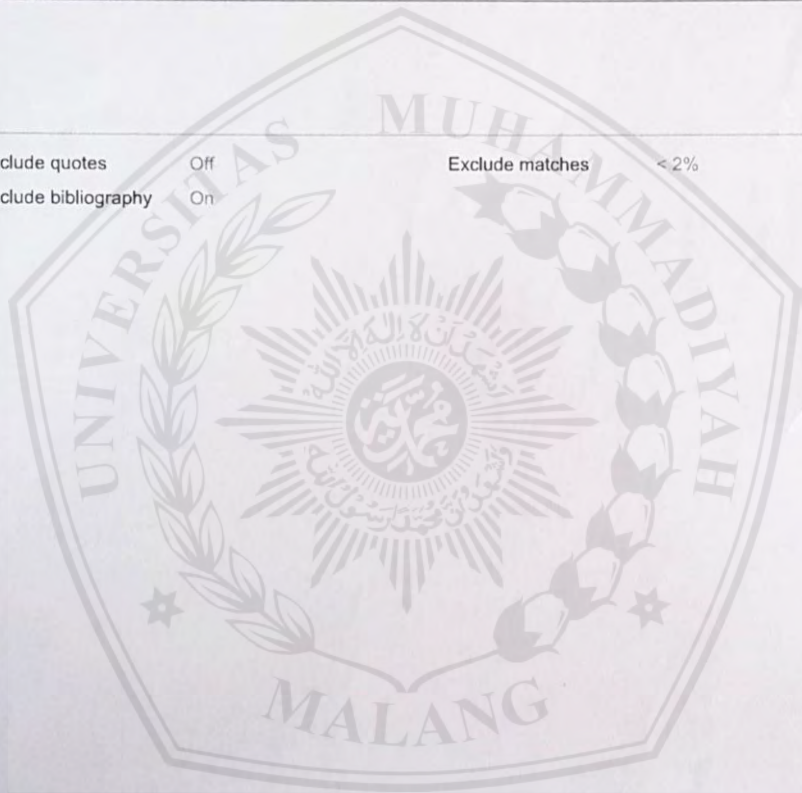 clude quotes Off Exclude matches < 2%
clude bibliography On
UNIVERSITAS MUHAMMADIYAH
MALANG